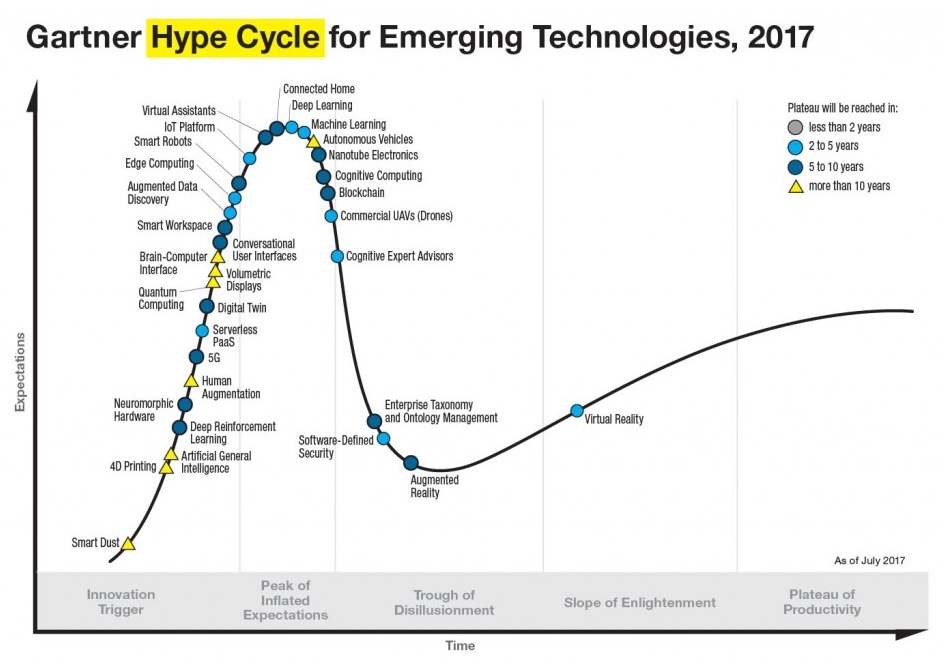 Gartner Hype Cycle for Emerging Technologies, 2017
Connected Home
Deep Learning
Virtual Assistants
Machine Learning
IoT Platform
Autonomous Vehicles
Smart Robots
Nanotube Electronics
Edge Computing
Cognitive Computing
Augmented Data
Discovery
Blockchain
Commercial UAVs (Drones)
Smart Workspace
Conversational
User Interfaces
Cognitive Expert Advisors
Brain-Computer
Interface
Volumetric
Displays
Quantum
Computing
Digital Twin
Serverless
PaaS
5G
Human
Augmentation
Neuromorphic
Hardware
Deep Reinforcement
Learning
Artificial General
Intelligence
4D Printing
Smart Dust
Enterprise Taxonomy
and Ontology Management
Software-Defined
Security
Augmented
Reality
Virtual Reality
Plateau will be reached in:
less than 2 years
2 to 5 years
5 to 10 years
more than 10 years
As of July 2017
Expectations
Innovation
Trigger
Peak of
Inflated
Expectations
Trough of
Disillusionment
Slope of Enlightenment
Plateau of
Productivity
Time